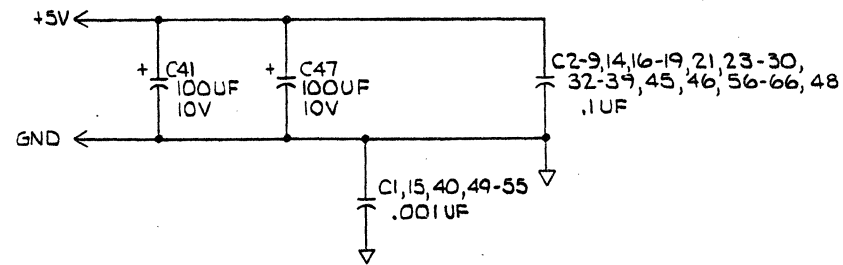 +5V
+ C41
100UF
10V
+ C47
100UF
10V
C2-9,14,16-19,21,23-30,
32-39,45,46,56-66,48
.1UF
GND
C1,15,40,49-55
.001UF